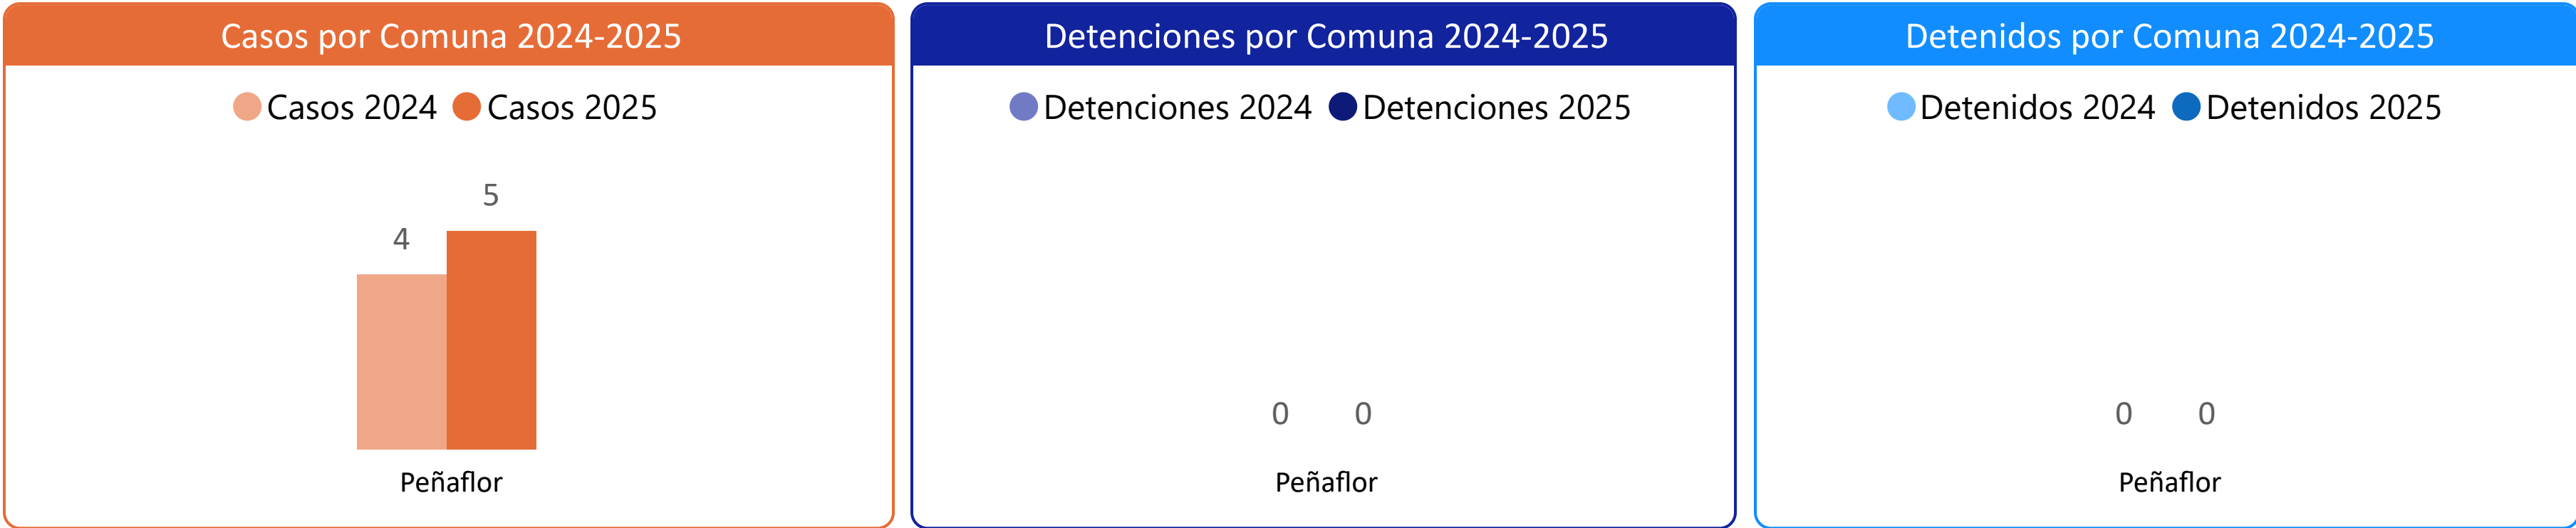 Casos por Comuna 2024-2025
Casos 2024 Casos 2025
4
5
Peñaflor
Detenciones por Comuna 2024-2025
Detenciones 2024 Detenciones 2025
0 0
Peñaflor
Detenidos por Comuna 2024-2025
Detenidos 2024 Detenidos 2025
0 0
Peñaflor